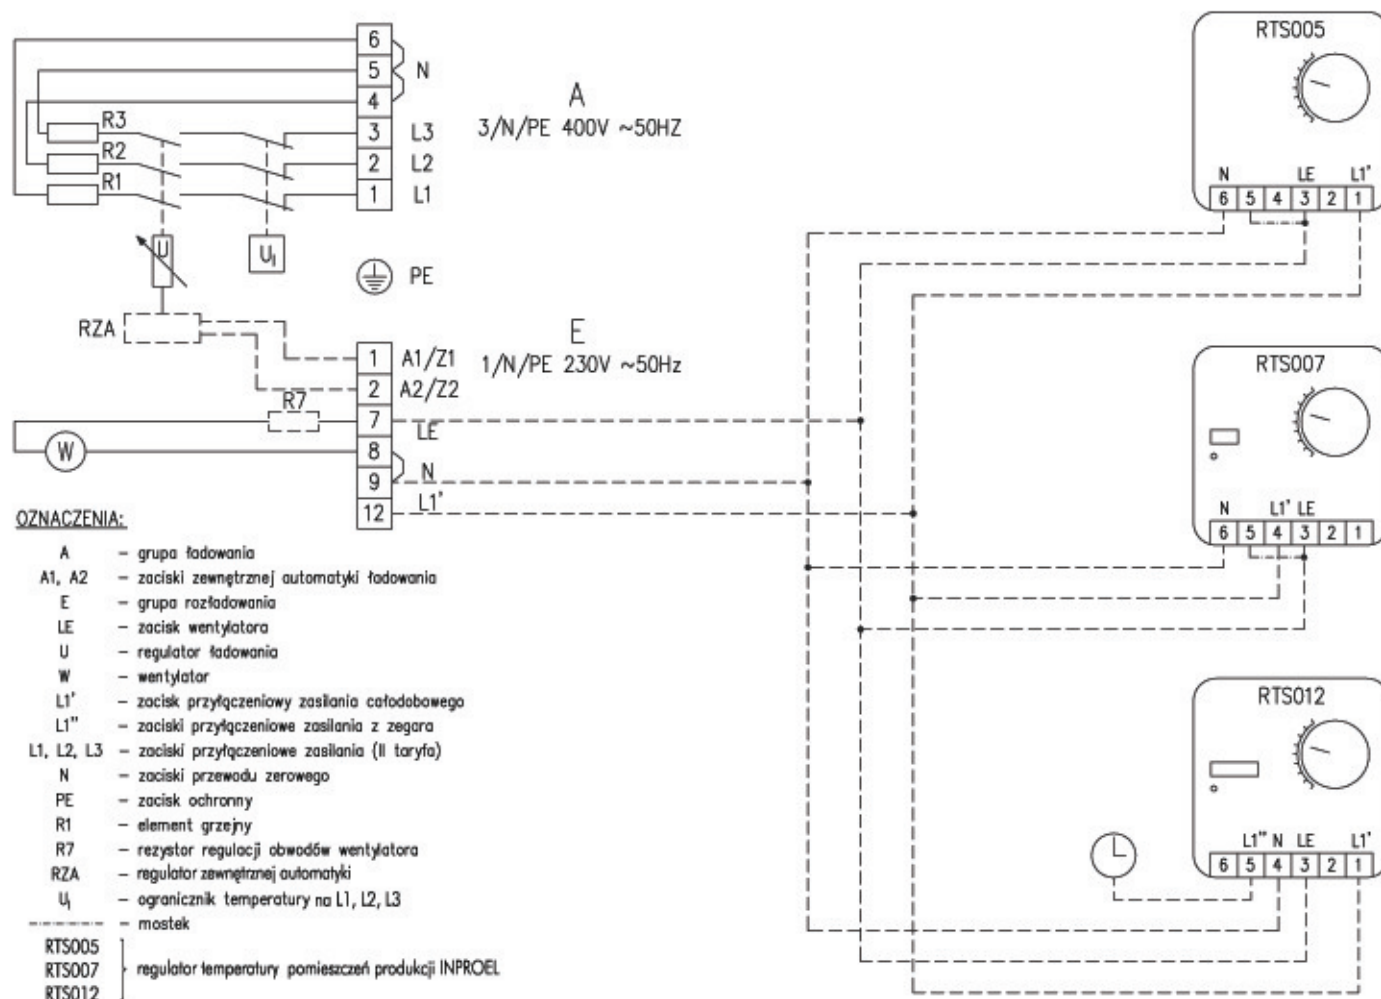 6
5 N
4
R3 3 L3
R2 2 L2
R1 1 L1
A
3/N/PE 400V ~50HZ
U U₁
PE
RZA
E
1/N/PE 230V ~50Hz
1 A1/Z1
2 A2/Z2
R7 7 LE
W 8
9 N
12 L1'
OZNACZENIA:
A – grupa ładowania
A1, A2 – zaciski zewnętrznej automatyki ładowania
E – grupa rozładowania
LE – zacisk wentylatora
U – regulator ładowania
W – wentylator
L1' – zacisk przyłączeniowy zasilania całodobowego
L1" – zaciski przyłączeniowe zasilania z zegara
L1, L2, L3 – zaciski przyłączeniowe zasilania (II taryfa)
N – zaciski przewodu zerowego
PE – zacisk ochronny
R1 – element grzejny
R7 – rezystor regulacji obwodów wentylatora
RZA – regulator zewnętrznej automatyki
U₁ – ogranicznik temperatury na L1, L2, L3
– mostek
RTS005
RTS007 regulator temperatury pomieszczeń produkcji INPROEL
RTS012
RTS005
N LE L1'
6 5 4 3 2 1
RTS007
N L1' LE
6 5 4 3 2 1
RTS012
L1" N LE L1'
6 5 4 3 2 1